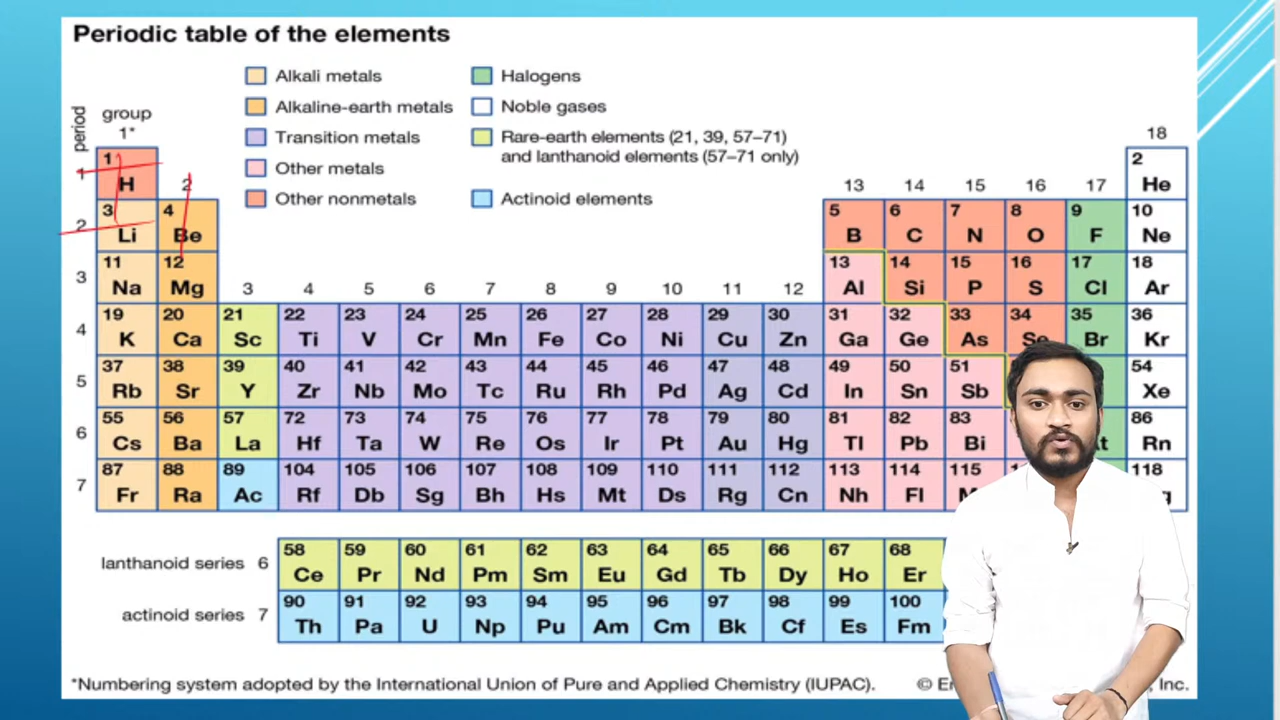 Periodic table of the elements
Alkali metals
Alkaline-earth metals
Transition metals
Other metals
Other nonmetals
Halogens
Noble gases
Rare-earth elements (21, 39, 57–71)
and lanthanoid elements (57–71 only)
Actinoid elements
period
group
1* 2 3 4 5 6 7 8 9 10 11 12 13 14 15 16 17 18
1 1 2
H He
2 3 4 5 6 7 8 9 10
Li Be B C N O F Ne
3 11 12 13 14 15 16 17 18
Na Mg Al Si P S Cl Ar
4 19 20 21 22 23 24 25 26 27 28 29 30 31 32 33 34 35 36
K Ca Sc Ti V Cr Mn Fe Co Ni Cu Zn Ga Ge As Se Br Kr
5 37 38 39 40 41 42 43 44 45 46 47 48 49 50 51 54
Rb Sr Y Zr Nb Mo Tc Ru Rh Pd Ag Cd In Sn Sb Xe
6 55 56 57 72 73 74 75 76 77 78 79 80 81 82 83 86
Cs Ba La Hf Ta W Re Os Ir Pt Au Hg Tl Pb Bi Rn
7 87 88 89 104 105 106 107 108 109 110 111 112 113 114 115 118
Fr Ra Ac Rf Db Sg Bh Hs Mt Ds Rg Cn Nh Fl
lanthanoid series 6
58 59 60 61 62 63 64 65 66 67 68
Ce Pr Nd Pm Sm Eu Gd Tb Dy Ho Er
actinoid series 7
90 91 92 93 94 95 96 97 98 99 100
Th Pa U Np Pu Am Cm Bk Cf Es Fm
*Numbering system adopted by the International Union of Pure and Applied Chemistry (IUPAC).
© Inc.